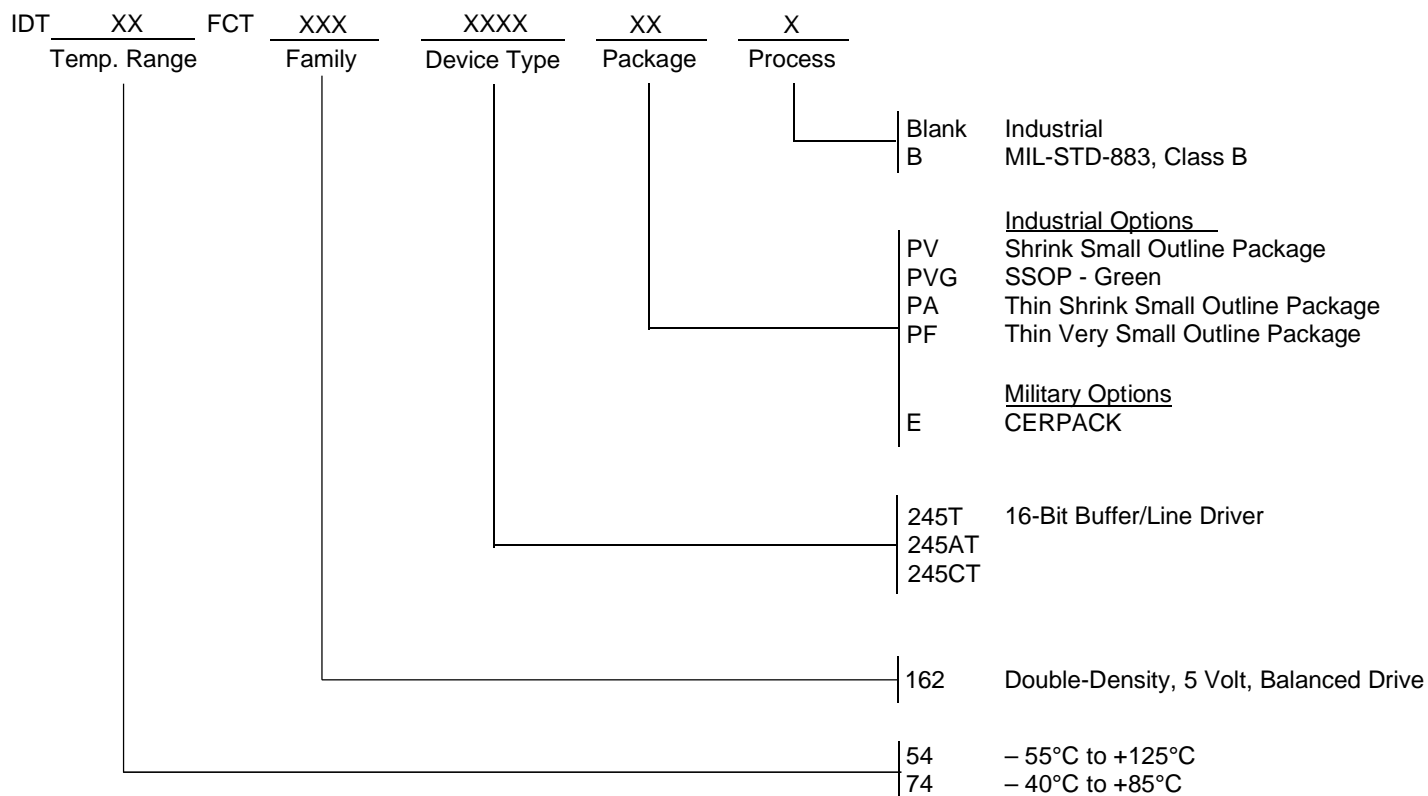 IDT XX FCT XXX XXXX XX X
Temp. Range Family Device Type Package Process
Blank Industrial
B MIL-STD-883, Class B
Industrial Options
PV Shrink Small Outline Package
PVG SSOP - Green
PA Thin Shrink Small Outline Package
PF Thin Very Small Outline Package
Military Options
E CERPACK
245T 16-Bit Buffer/Line Driver
245AT
245CT
162 Double-Density, 5 Volt, Balanced Drive
54 – 55°C to +125°C
74 – 40°C to +85°C